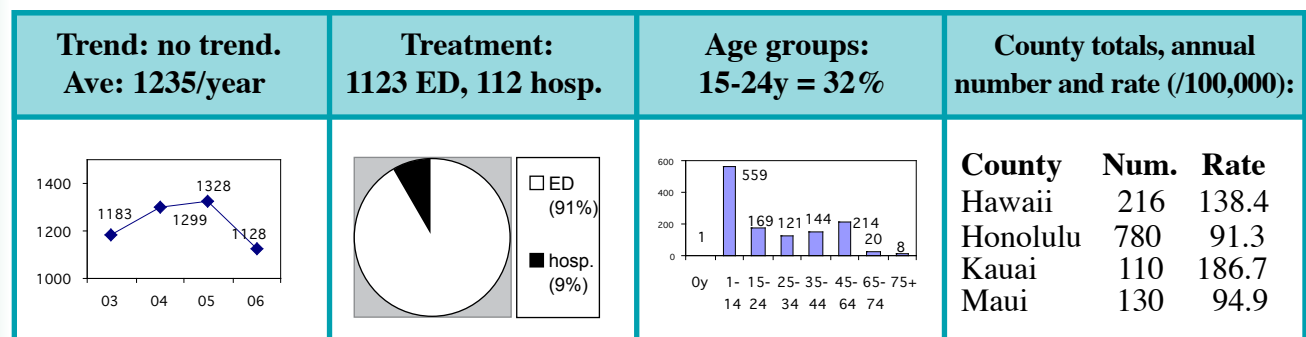 Trend: no trend.
Ave: 1235/year
Treatment:
1123 ED, 112 hosp.
Age groups:
15-24y = 32%
County totals, annual
number and rate (/100,000):
1400
1200
1000
1183
1299
1328
1128
03 04 05 06
ED
(91%)
hosp.
(9%)
600
400
200
0
1
559
169
121
144
214
20
8
0y 1- 15- 25- 35- 45- 65- 75+
14 24 34 44 64 74
County Num. Rate
Hawaii 216 138.4
Honolulu 780 91.3
Kauai 110 186.7
Maui 130 94.9